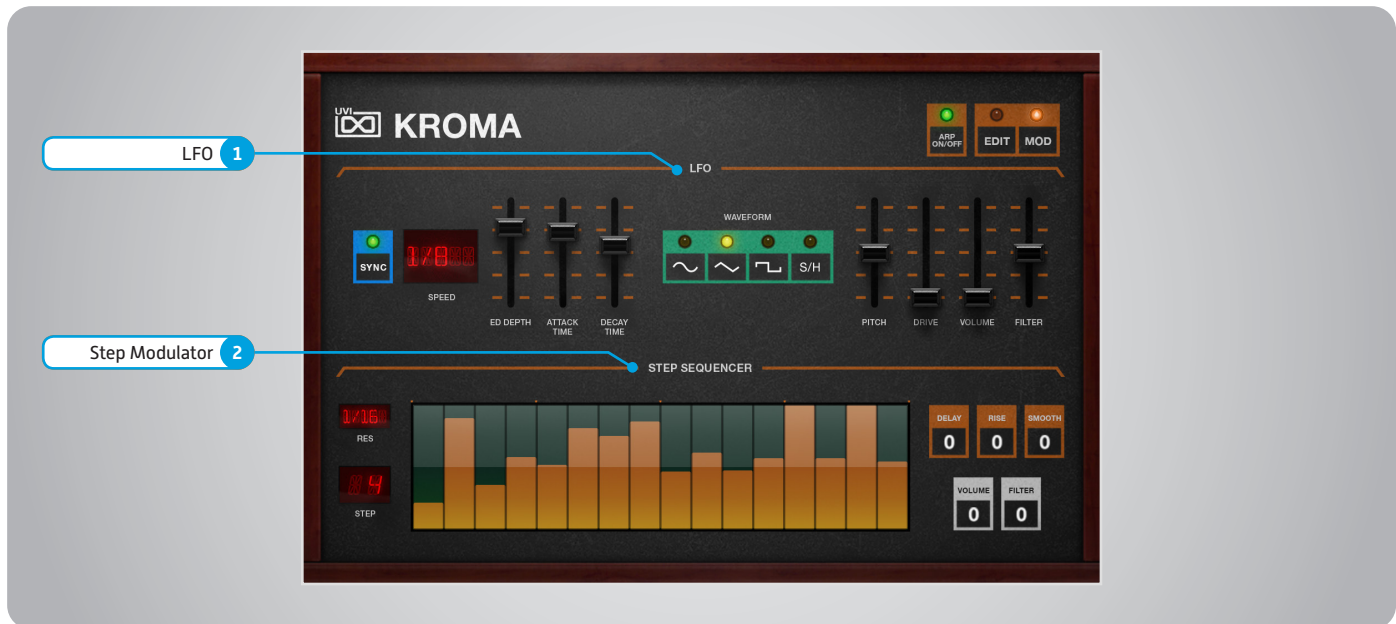 UVI
KROMA
ARP
ON/OFF
EDIT
MOD
LFO 1
LFO
WAVEFORM
SYNC
1/8
SPEED
S/H
ED DEPTH
ATTACK
TIME
DECAY
TIME
PITCH
DRIVE
VOLUME
FILTER
Step Modulator 2
STEP SEQUENCER
1/16
RES
4
STEP
DELAY
0
RISE
0
SMOOTH
0
VOLUME
0
FILTER
0